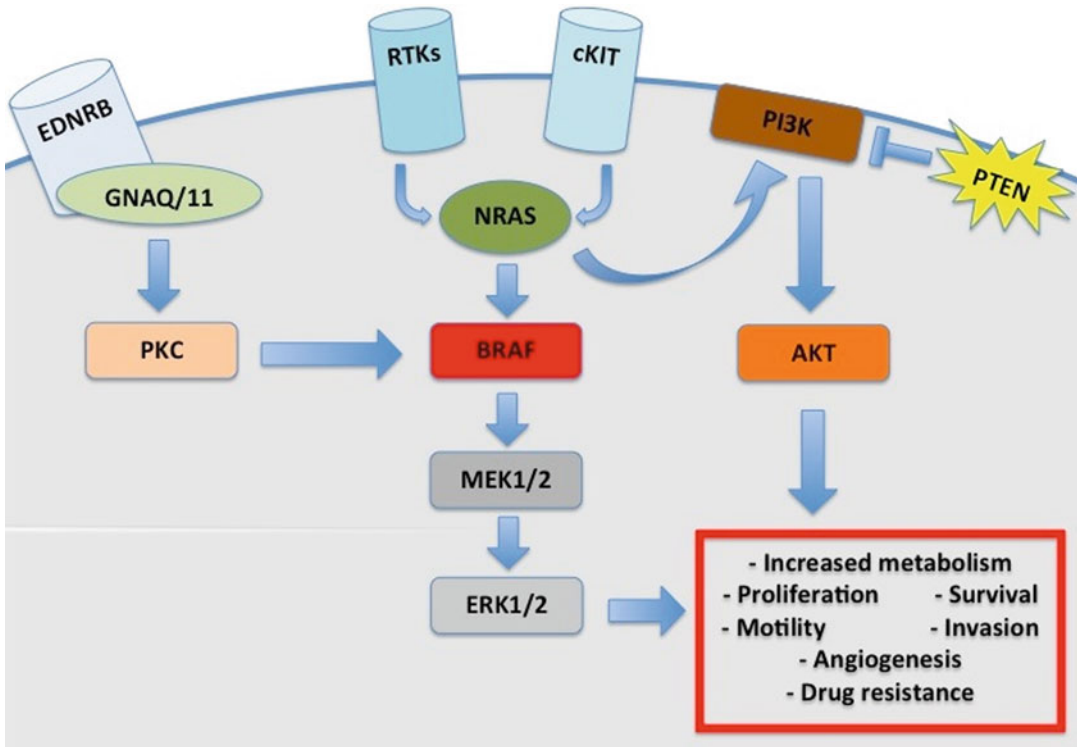 RTKs
cKIT
EDNRB
PI3K
PTEN
GNAQ/11
NRAS
PKC
BRAF
AKT
MEK1/2
ERK1/2
- Increased metabolism
- Proliferation - Survival
- Motility - Invasion
- Angiogenesis
- Drug resistance